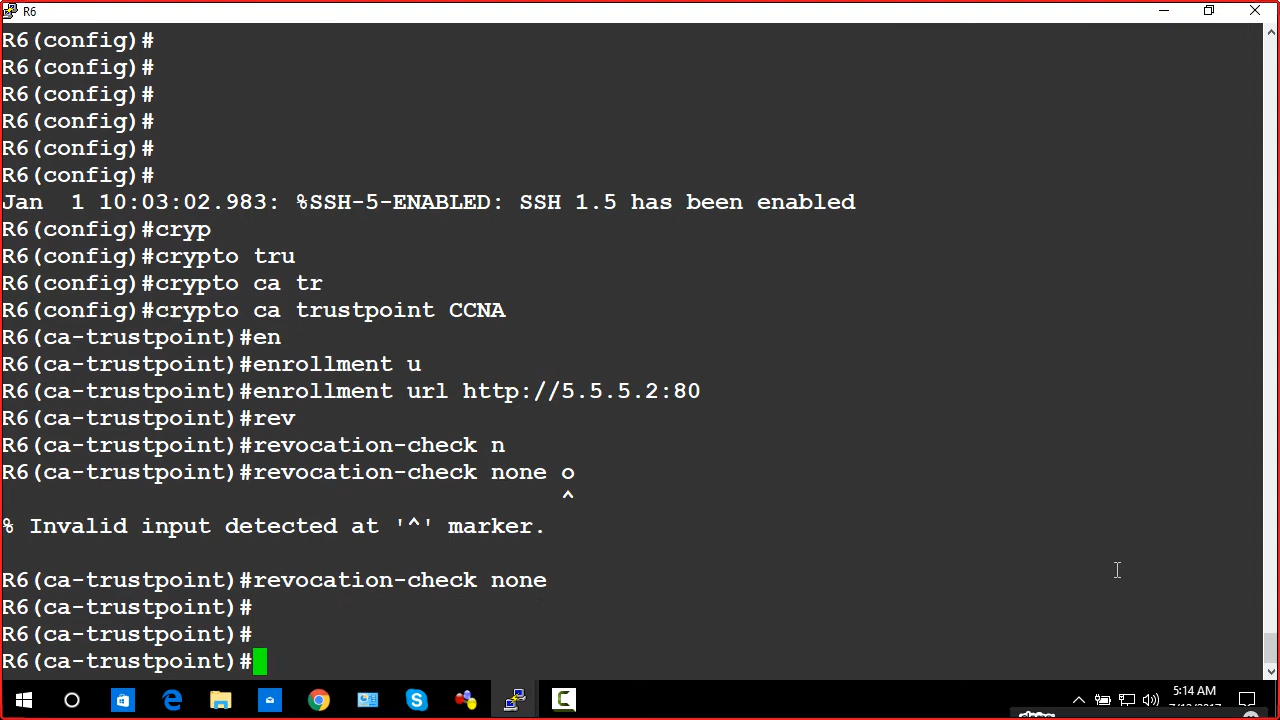 R6
R6(config)#
R6(config)#
R6(config)#
R6(config)#
R6(config)#
R6(config)#
Jan  1 10:03:02.983: %SSH-5-ENABLED: SSH 1.5 has been enabled
R6(config)#cryp
R6(config)#crypto tru
R6(config)#crypto ca tr
R6(config)#crypto ca trustpoint CCNA
R6(ca-trustpoint)#en
R6(ca-trustpoint)#enrollment u
R6(ca-trustpoint)#enrollment url http://5.5.5.2:80
R6(ca-trustpoint)#rev
R6(ca-trustpoint)#revocation-check n
R6(ca-trustpoint)#revocation-check none o
^
% Invalid input detected at '^' marker.
R6(ca-trustpoint)#revocation-check none
R6(ca-trustpoint)#
R6(ca-trustpoint)#
R6(ca-trustpoint)#
5:14 AM